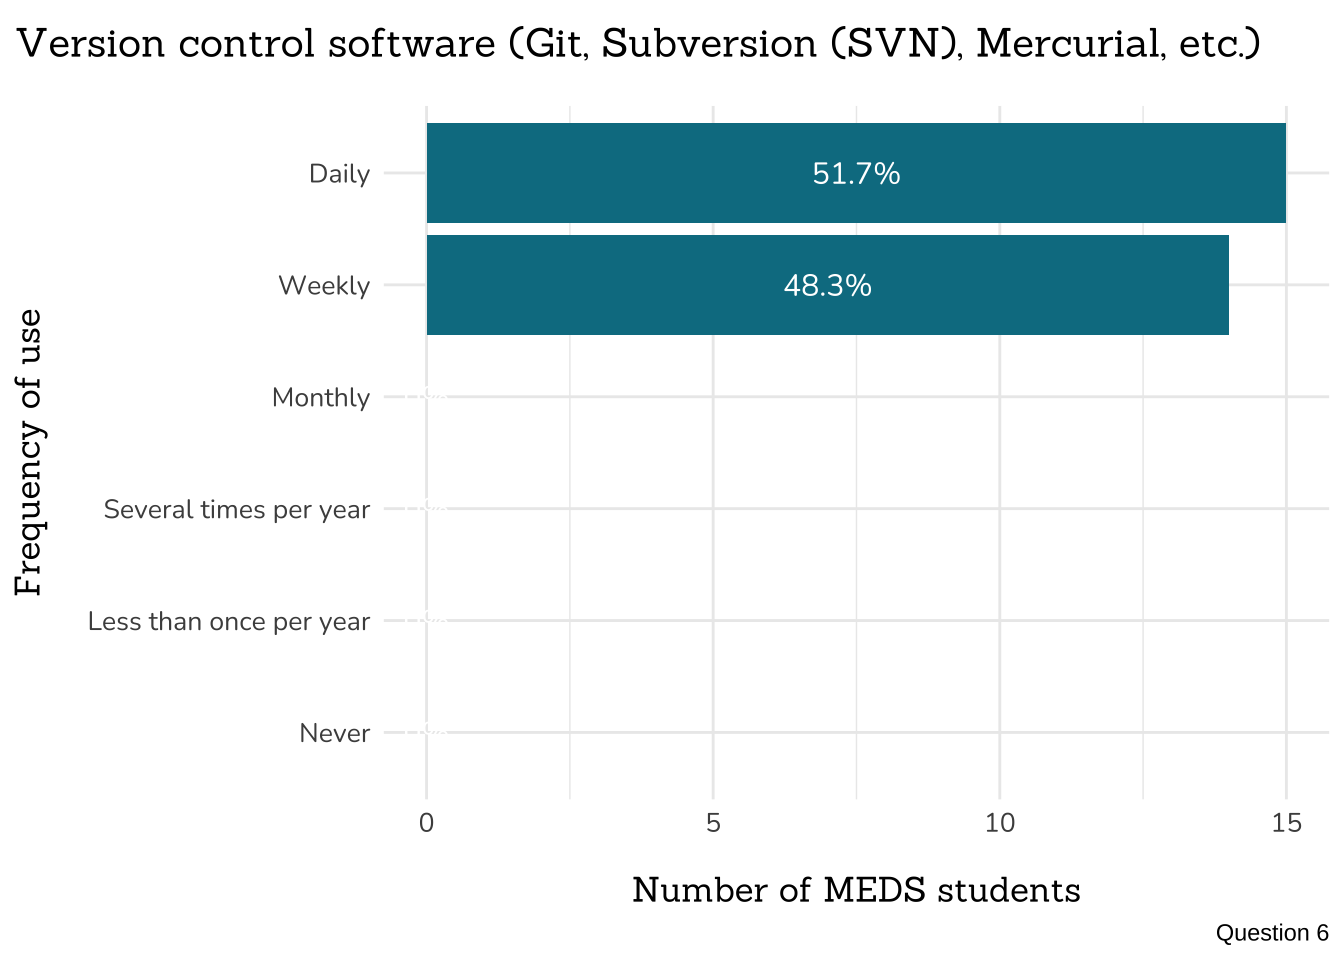 Version control software (Git, Subversion (SVN), Mercurial, etc.)
Daily
51.7%
Weekly
48.3%
Monthly
Several times per year
Less than once per year
Never
Frequency of use
0 5 10 15
Number of MEDS students
Question 6